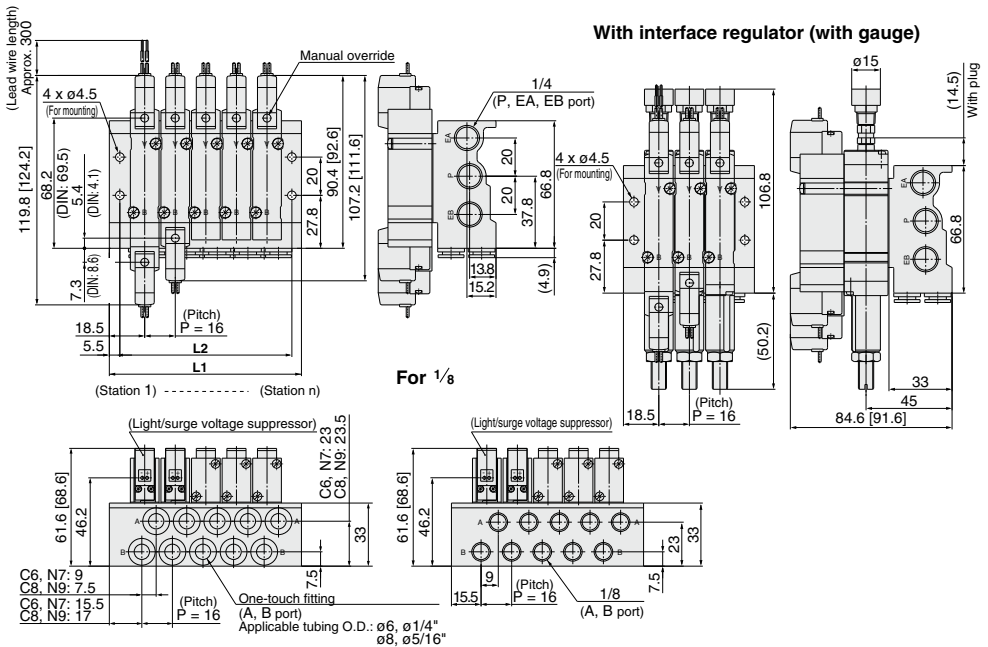 With interface regulator (with gauge)
(Lead wire length)
Approx. 300
Manual override
4 x ø4.5
(For mounting)
119.8 [124.2]
68.2
(DIN: 69.5)
5.4
(DIN: 4.1)
7.3
(DIN: 8.6)
B
B
B
B
B
20
27.8
90.4 [92.6]
107.2 [111.6]
18.5
5.5
(Pitch)
P = 16
L2
L1
(Station 1)
(Station n)
1/4
(P, EA, EB port)
EA
P
EB
20
20
37.8
66.8
13.8
15.2
(4.9)
4 x ø4.5
(For mounting)
20
27.8
B
B
B
106.8
(50.2)
18.5
(Pitch)
P = 16
ø15
(14.5)
With plug
EA
P
EB
66.8
33
45
84.6 [91.6]
For 1/8
(Light/surge voltage suppressor)
C6, N7: 23
C8, N9: 23.5
61.6 [68.6]
46.2
A
A
B
B
33
7.5
C6, N7: 9
C8, N9: 7.5
C6, N7: 15.5
C8, N9: 17
(Pitch)
P = 16
One-touch fitting
(A, B port)
Applicable tubing O.D.: ø6, ø1/4"
ø8, ø5/16"
(Light/surge voltage suppressor)
61.6 [68.6]
46.2
A
A
B
B
9
15.5
(Pitch)
P = 16
1/8
(A, B port)
7.5
23
33